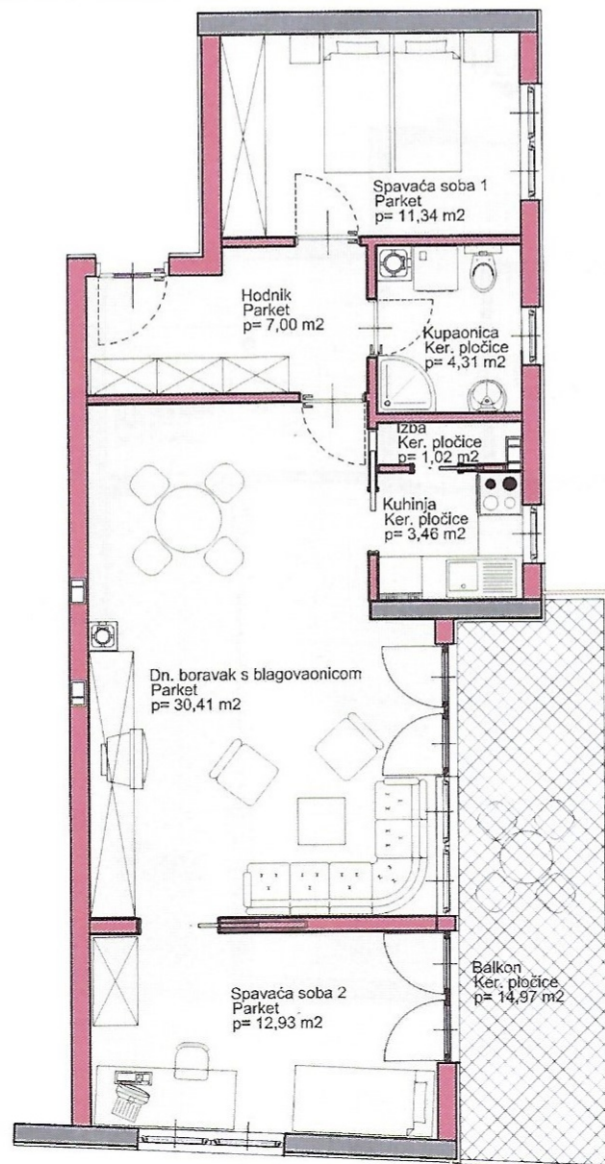 Spavaća soba 1
Parket
p= 11,34 m2
Hodnik
Parket
p= 7,00 m2
Kupaonica
Ker. pločice
p= 4,31 m2
Izba
Ker. pločice
p= 1,02 m2
Kuhinja
Ker. pločice
p= 3,46 m2
Dn. boravak s blagovaonicom
Parket
p= 30,41 m2
Balkon
Ker. pločice
p= 14,97 m2
Spavaća soba 2
Parket
p= 12,93 m2